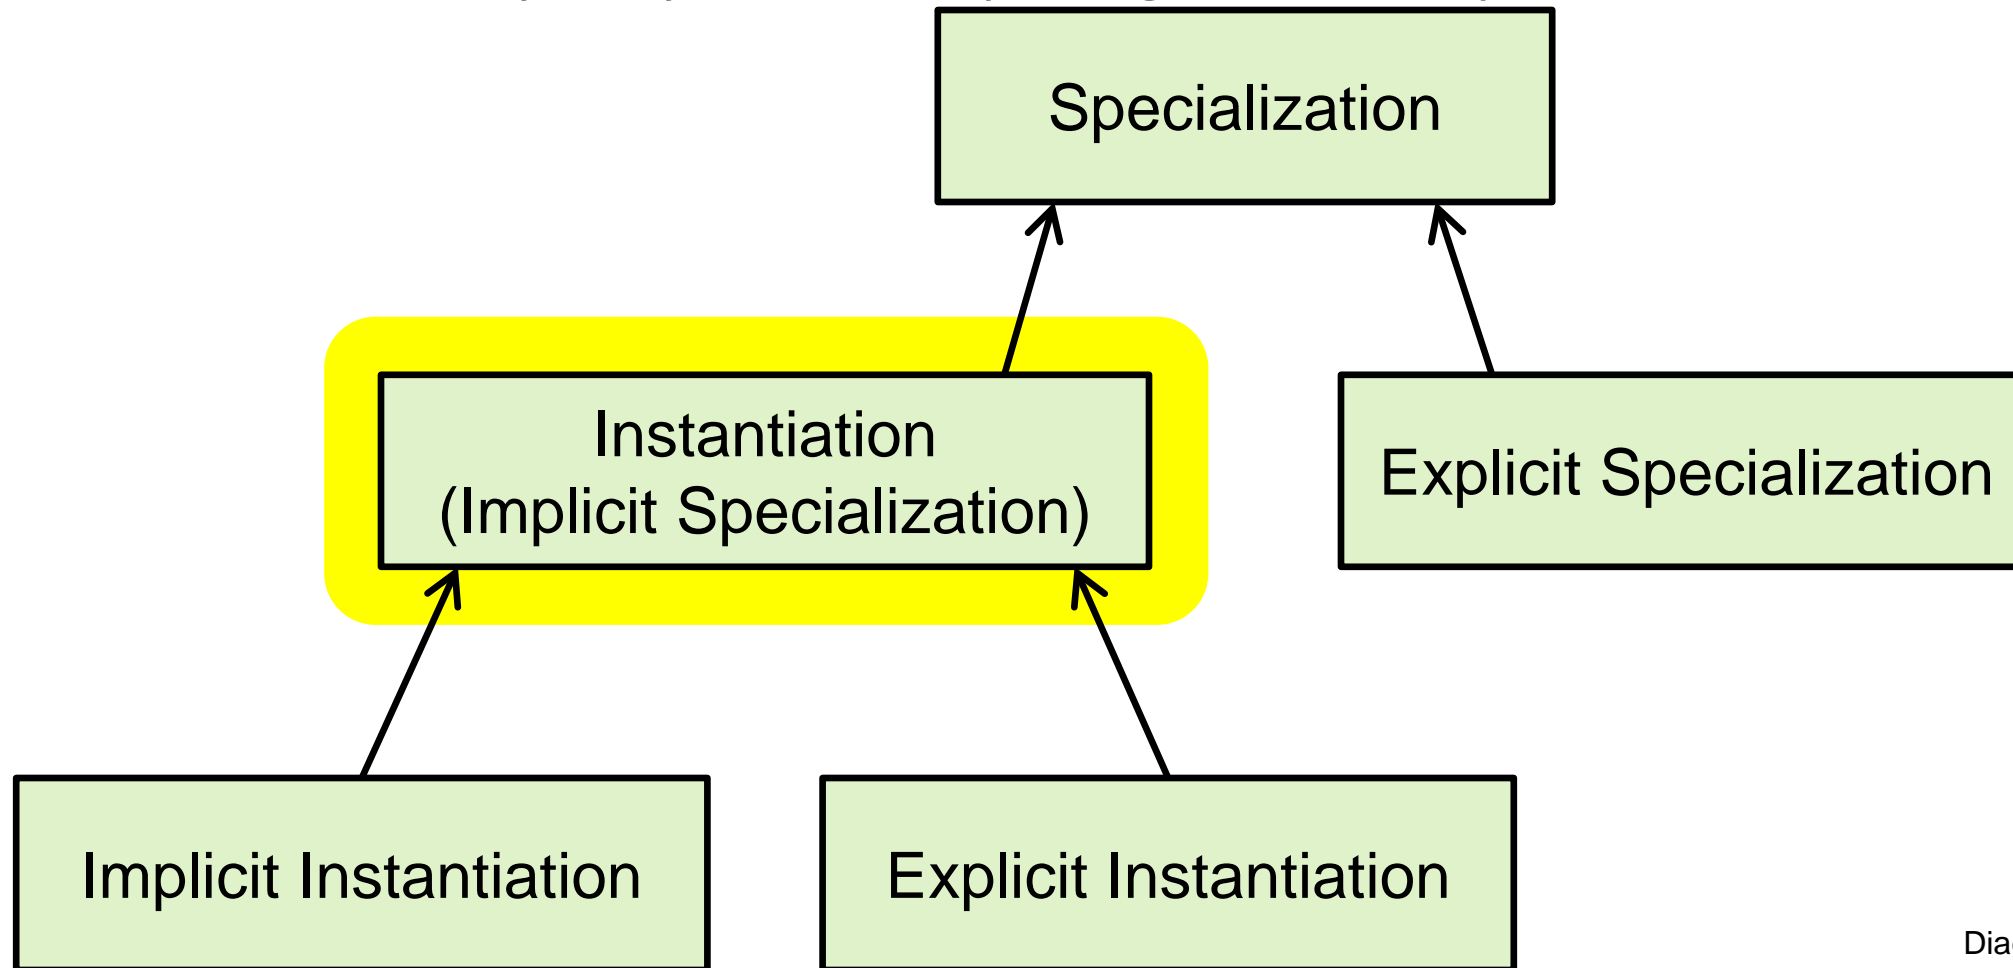 Specialization
Instantiation
(Implicit Specialization)
Explicit Specialization
Implicit Instantiation
Explicit Instantiation